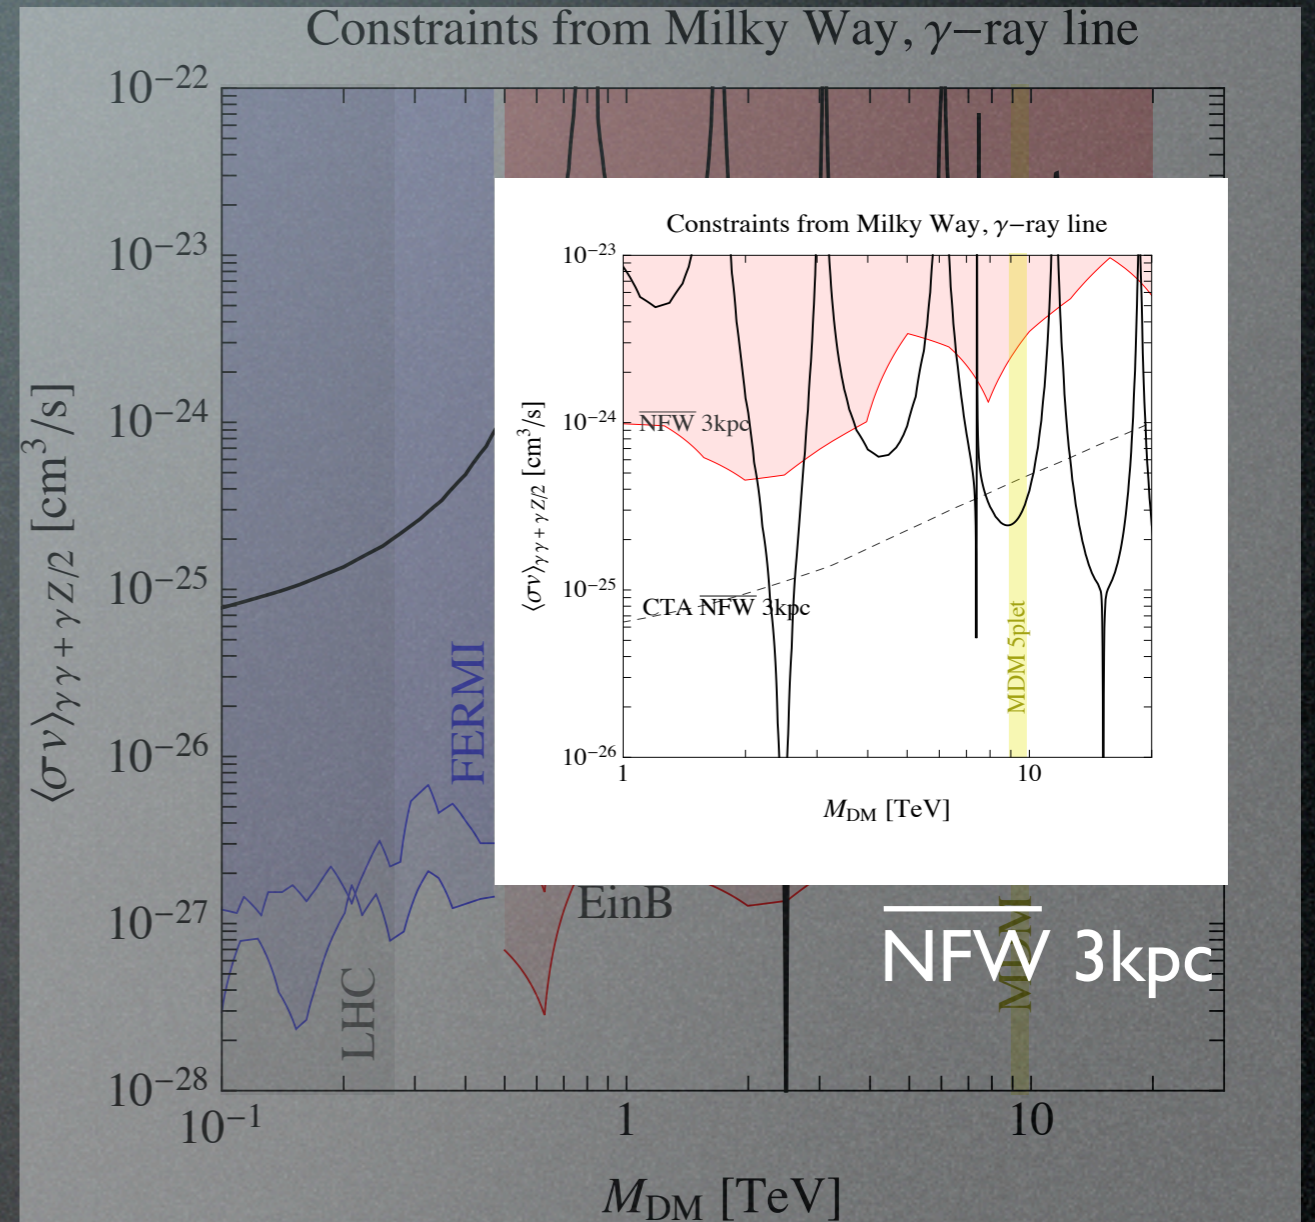 Constraints from Milky Way, γ−ray line
10⁻²²
10⁻²³
10⁻²⁴
10⁻²⁵
10⁻²⁶
10⁻²⁷
10⁻²⁸
⟨σv⟩γγ + γZ/2 [cm³/s]
FERMI
LHC
EinB
MDM
10⁻¹
1
10
M_DM [TeV]
Constraints from Milky Way, γ−ray line
10⁻²³
10⁻²⁴
10⁻²⁵
10⁻²⁶
⟨σv⟩γγ + γZ/2 [cm³/s]
N̅F̅W̅ 3kpc
CTA N̅F̅W̅ 3kpc
MDM 5plet
1
10
M_DM [TeV]
N̅F̅W̅ 3kpc